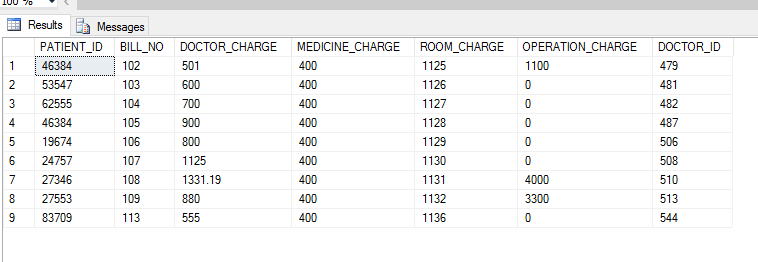 100 %
Results Messages
PATIENT_ID BILL_NO DOCTOR_CHARGE MEDICINE_CHARGE ROOM_CHARGE OPERATION_CHARGE DOCTOR_ID
1 46384 102 501 400 1125 1100 479
2 53547 103 600 400 1126 0 481
3 62555 104 700 400 1127 0 482
4 46384 105 900 400 1128 0 487
5 19674 106 800 400 1129 0 506
6 24757 107 1125 400 1130 0 508
7 27346 108 1331.19 400 1131 4000 510
8 27553 109 880 400 1132 3300 513
9 83709 113 555 400 1136 0 544